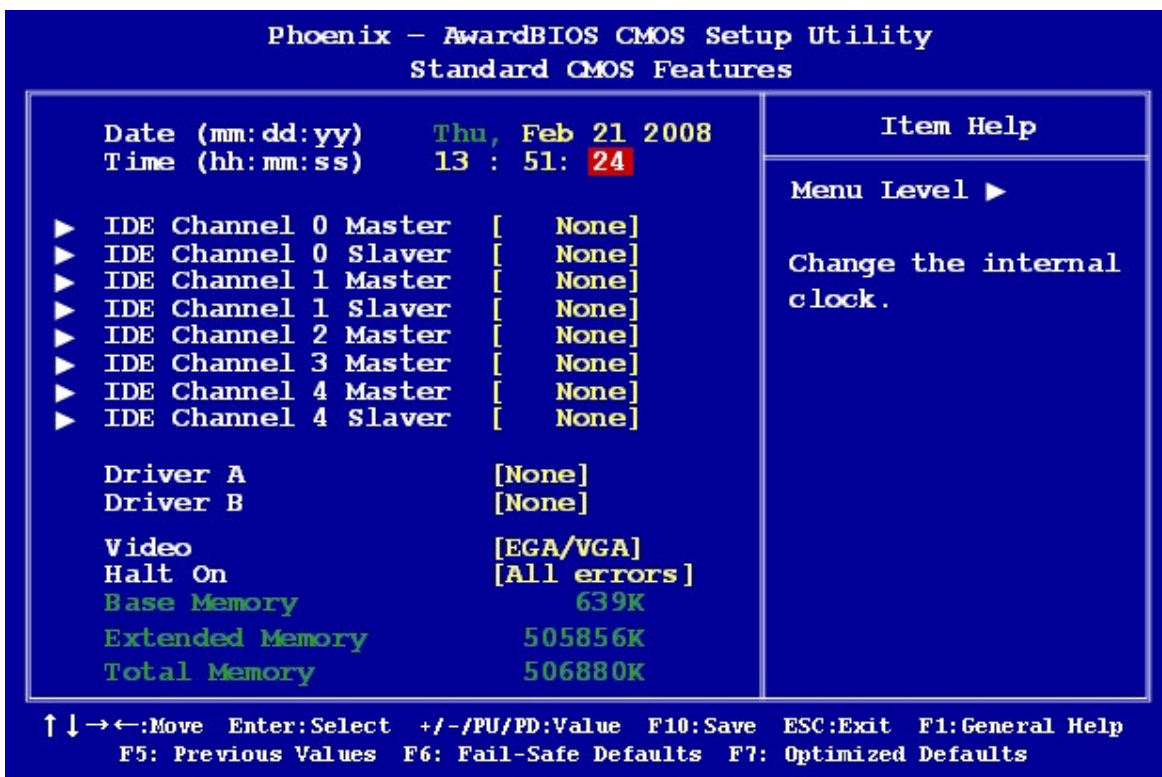 Phoenix – AwardBIOS CMOS Setup Utility
Standard CMOS Features
Date (mm:dd:yy) Thu, Feb 21 2008
Time (hh:mm:ss) 13 : 51: 24
▶ IDE Channel 0 Master [ None]
▶ IDE Channel 0 Slaver [ None]
▶ IDE Channel 1 Master [ None]
▶ IDE Channel 1 Slaver [ None]
▶ IDE Channel 2 Master [ None]
▶ IDE Channel 3 Master [ None]
▶ IDE Channel 4 Master [ None]
▶ IDE Channel 4 Slaver [ None]
Driver A [None]
Driver B [None]
Video [EGA/VGA]
Halt On [All errors]
Base Memory 639K
Extended Memory 505856K
Total Memory 506880K
Item Help
Menu Level ▶
Change the internal
clock.
↑↓→←:Move Enter:Select +/-/PU/PD:Value F10:Save ESC:Exit F1:General Help
F5: Previous Values F6: Fail-Safe Defaults F7: Optimized Defaults